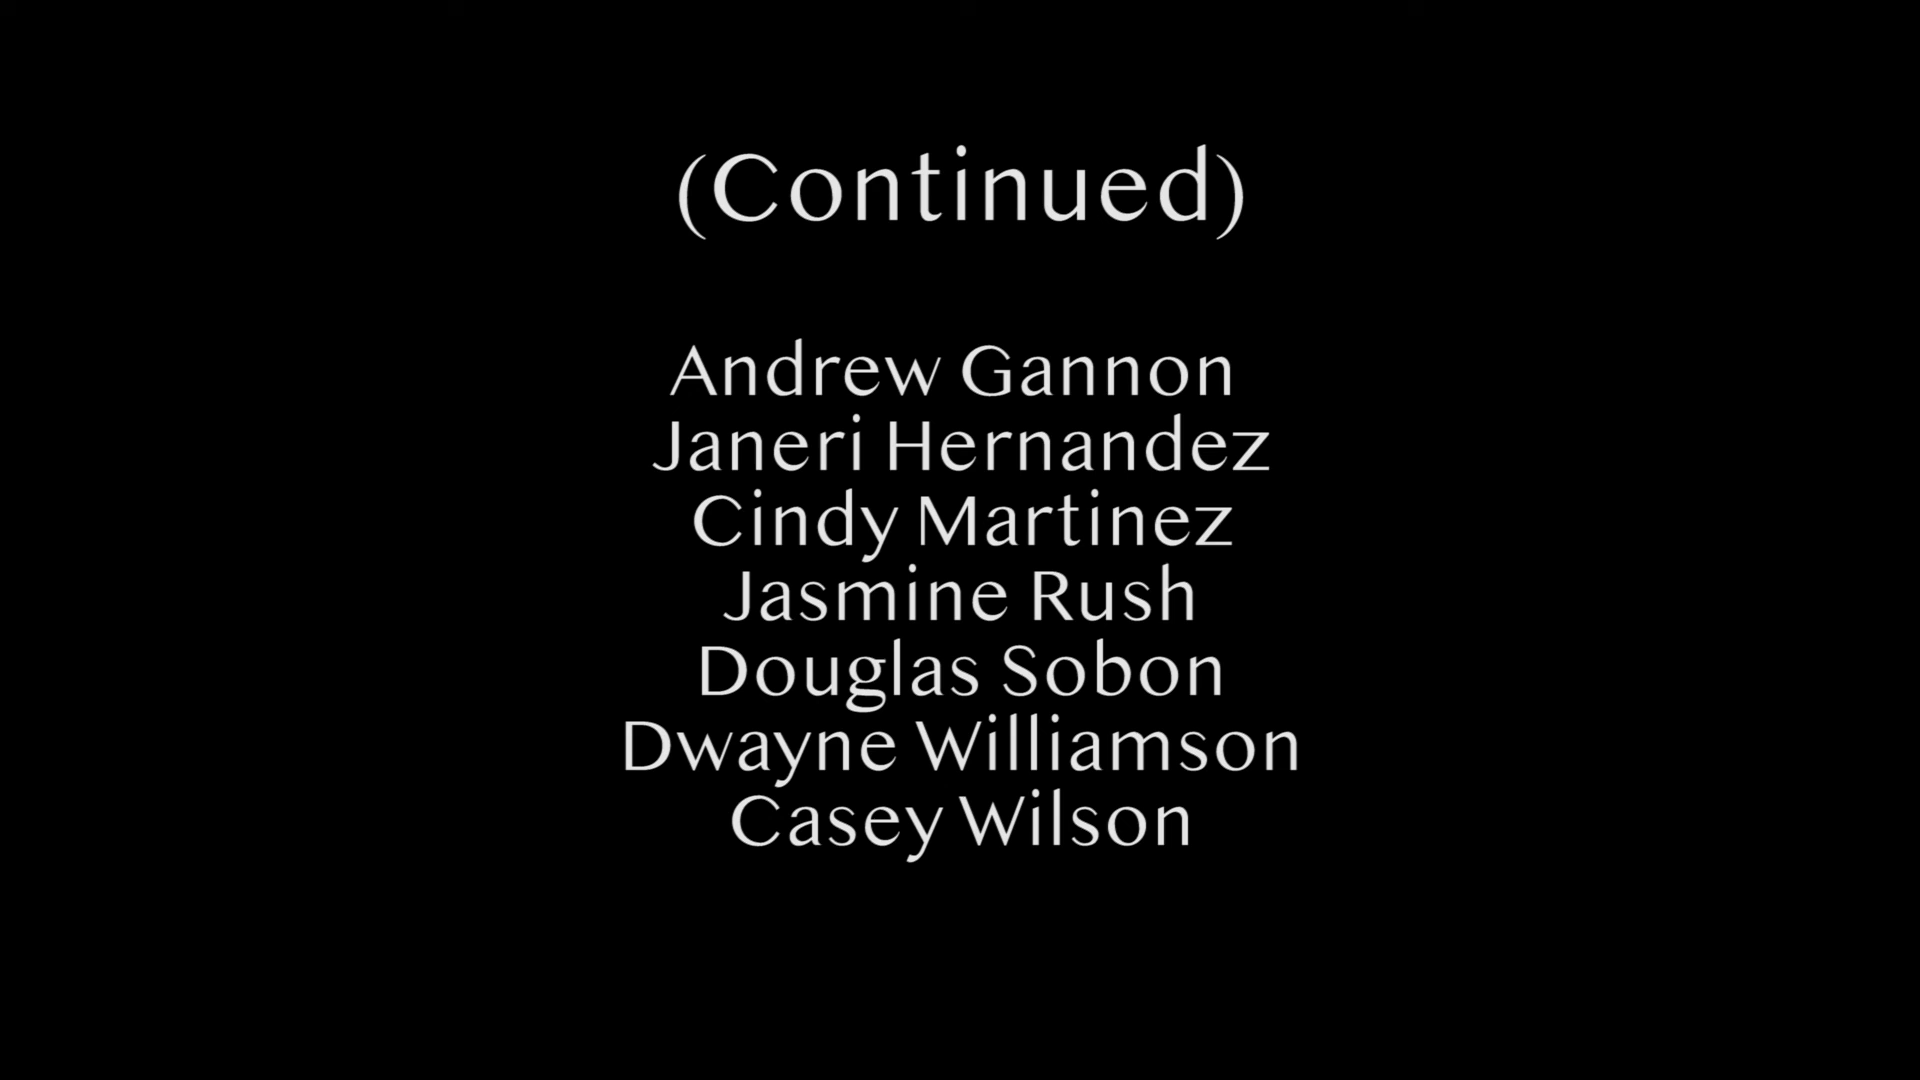 (Continued)
Andrew Gannon
Janeri Hernandez
Cindy Martinez
Jasmine Rush
Douglas Sobon
Dwayne Williamson
Casey Wilson